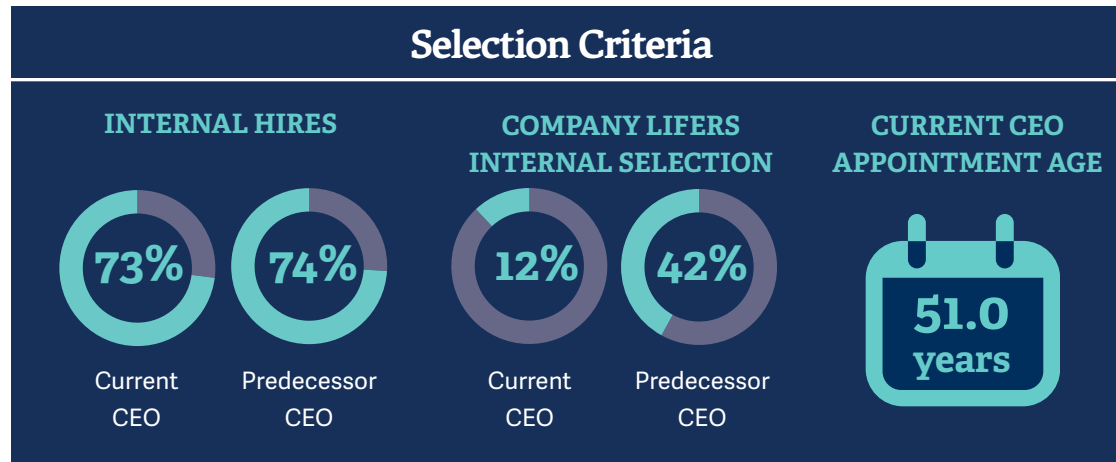 Selection Criteria
INTERNAL HIRES
73%
74%
Current
CEO
Predecessor
CEO
COMPANY LIFERS
INTERNAL SELECTION
12%
42%
Current
CEO
Predecessor
CEO
CURRENT CEO
APPOINTMENT AGE
51.0
years